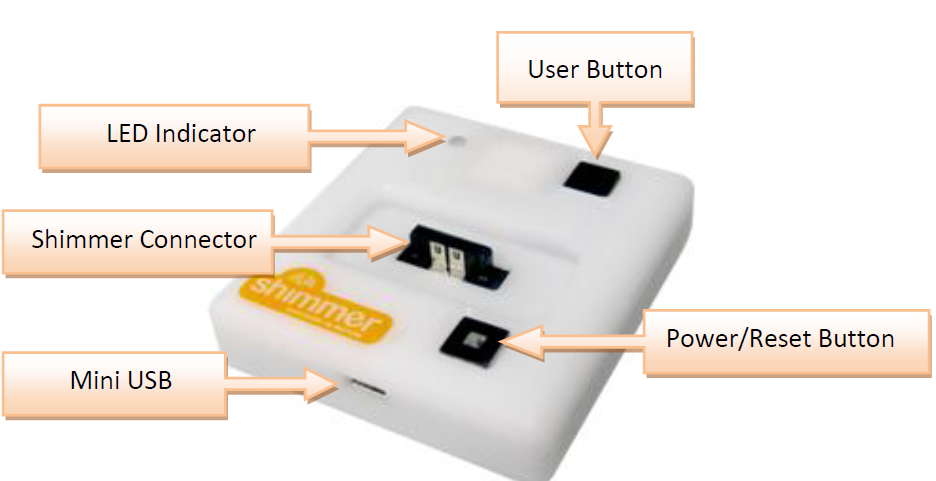 User Button
LED Indicator
Shimmer Connector
shimmer
Power/Reset Button
Mini USB